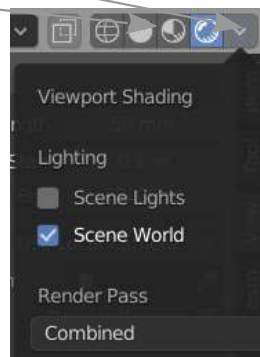 Viewport Shading
Lighting
Scene Lights
Scene World
Render Pass
Combined